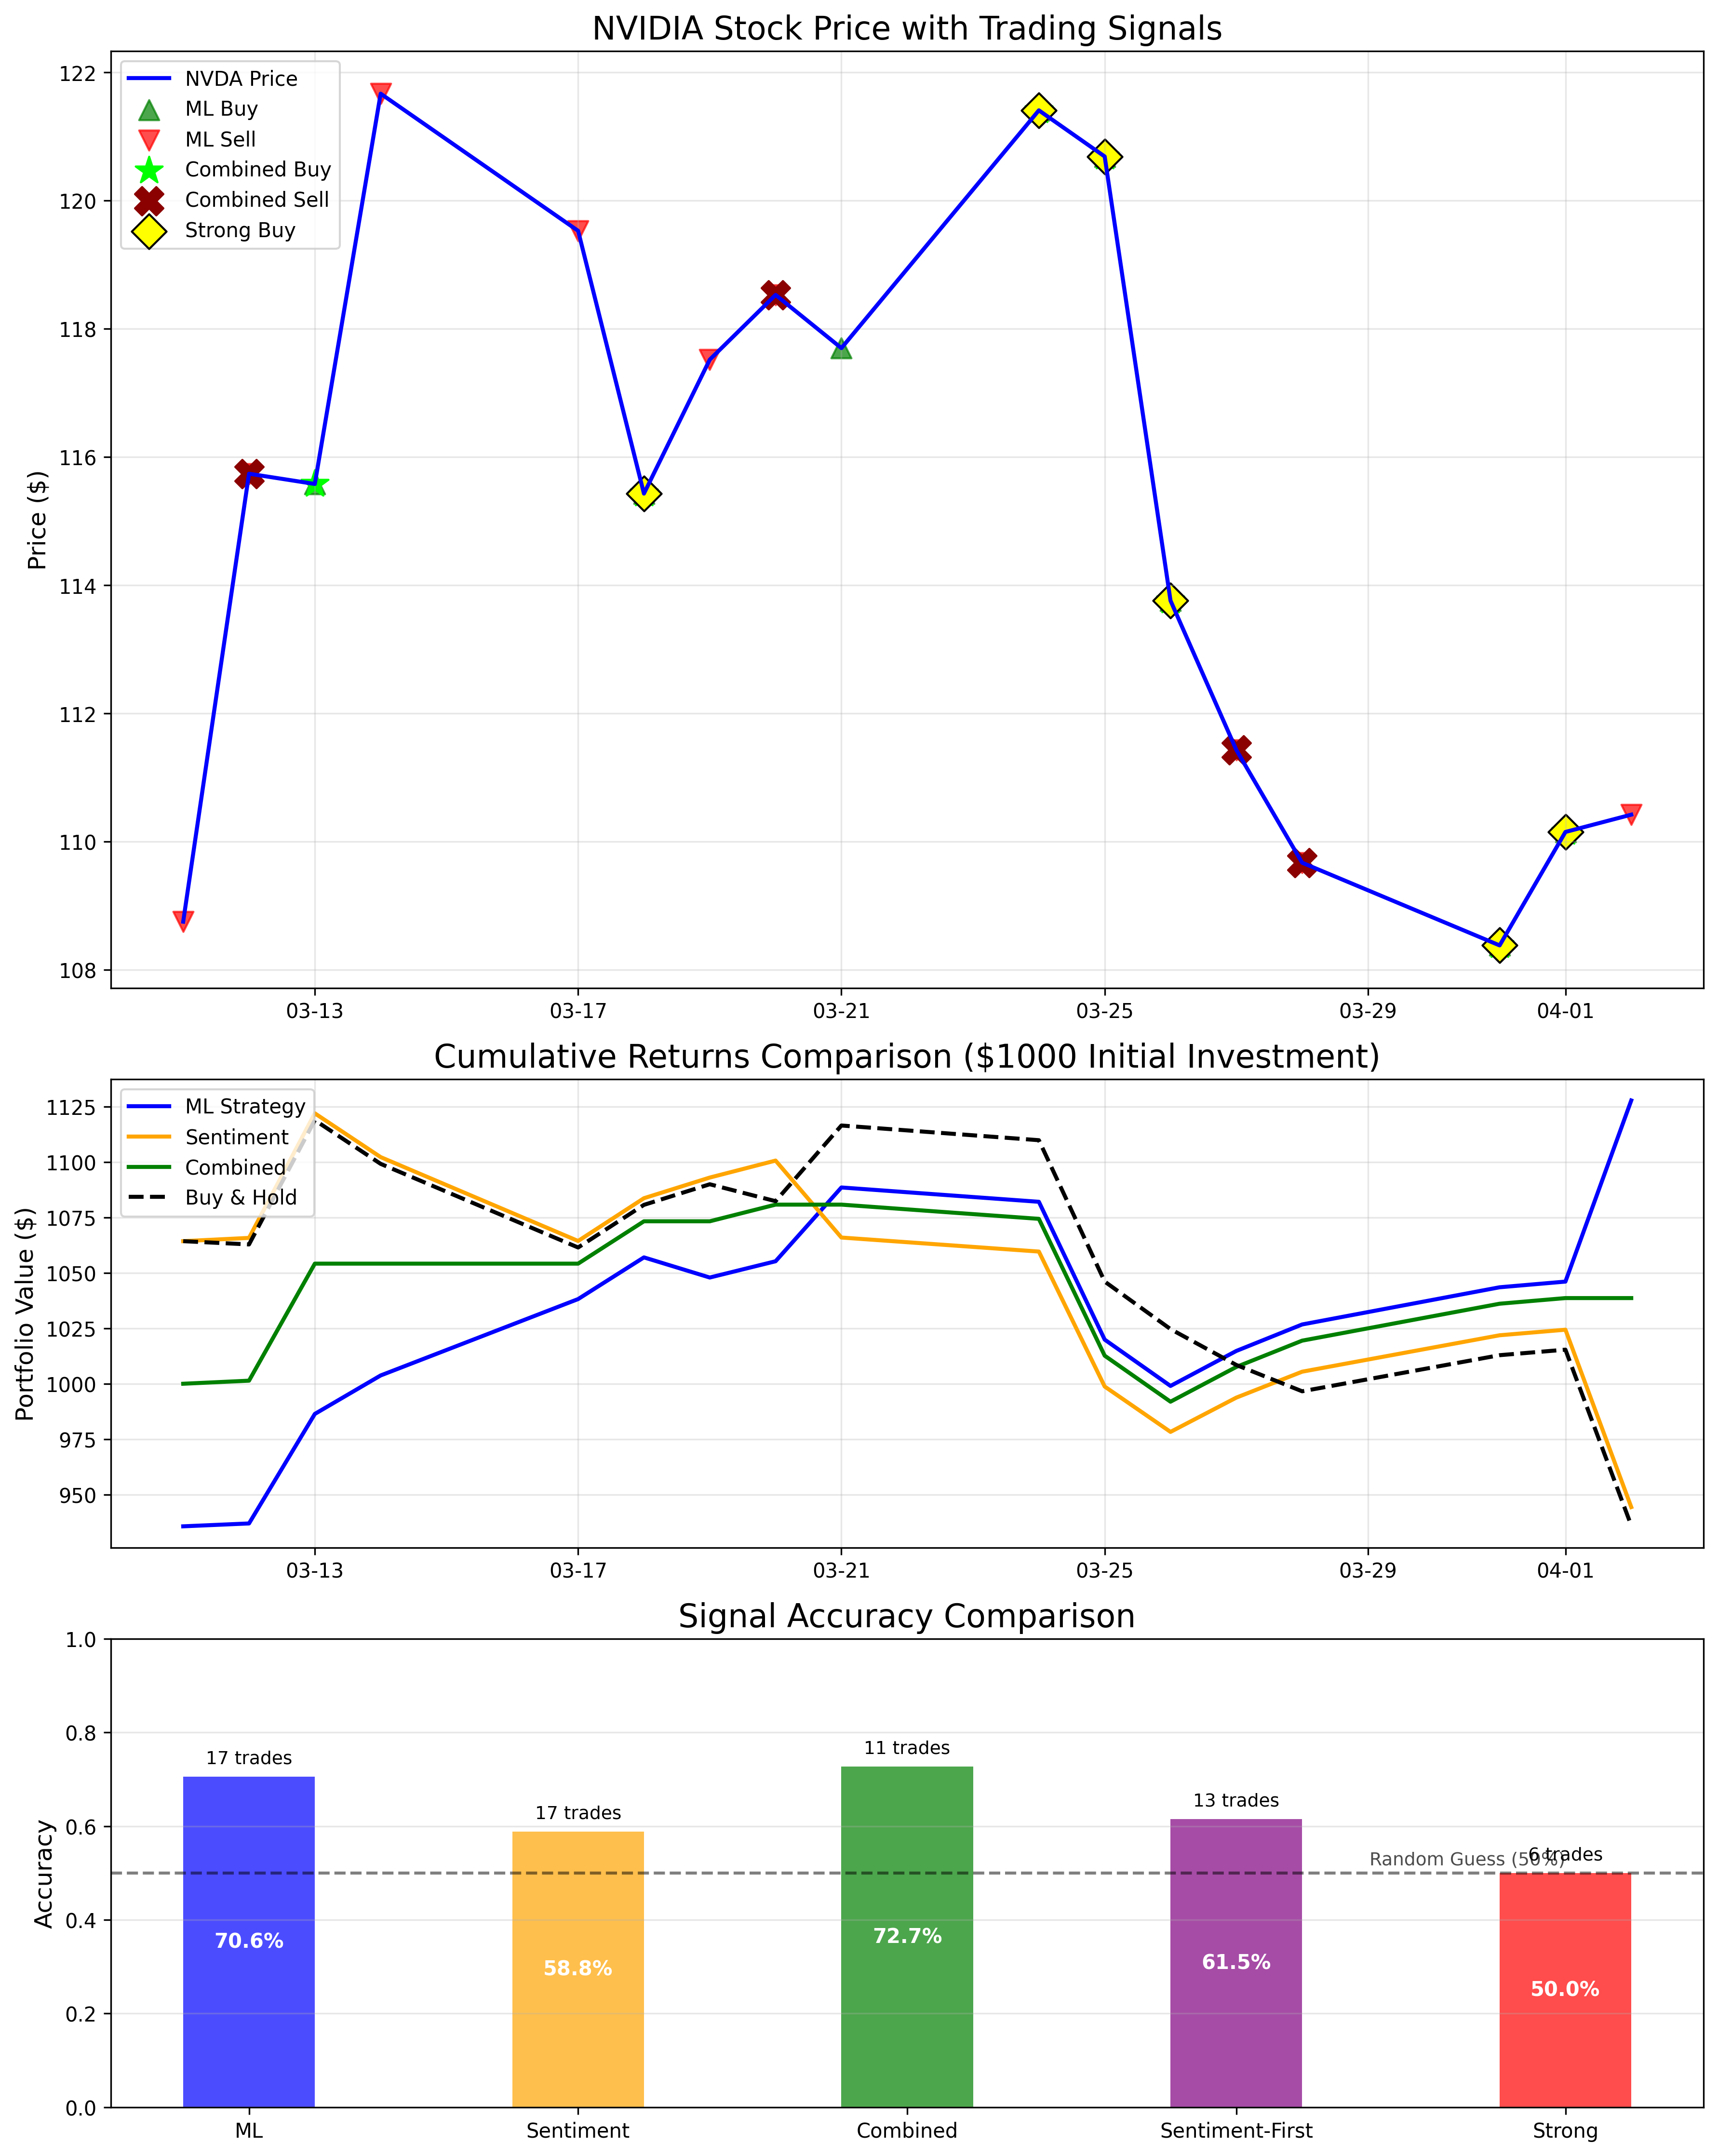 NVIDIA Stock Price with Trading Signals
NVDA Price
ML Buy
ML Sell
Combined Buy
Combined Sell
Strong Buy
Price ($)
122
120
118
116
114
112
110
108
03-13 03-17 03-21 03-25 03-29 04-01
Cumulative Returns Comparison ($1000 Initial Investment)
ML Strategy
Sentiment
Combined
Buy & Hold
Portfolio Value ($)
1125
1100
1075
1050
1025
1000
975
950
03-13 03-17 03-21 03-25 03-29 04-01
Signal Accuracy Comparison
Accuracy
1.0
0.8
0.6
0.4
0.2
0.0
17 trades
17 trades
11 trades
13 trades
6 trades
Random Guess (50%)
70.6%
58.8%
72.7%
61.5%
50.0%
ML Sentiment Combined Sentiment-First Strong